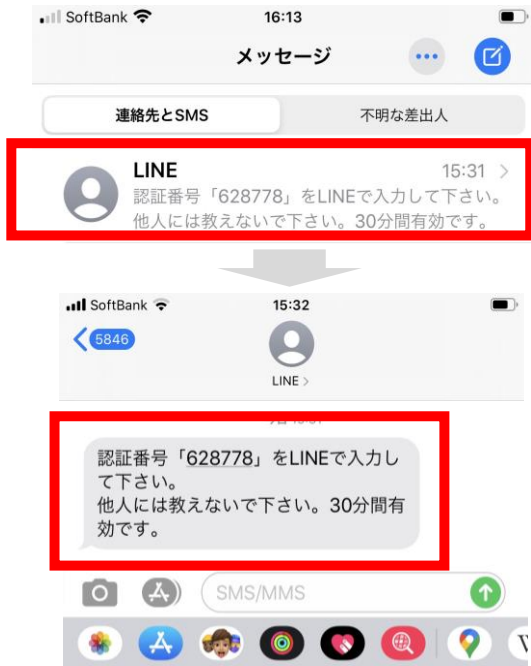 SoftBank 16:13
メッセージ
連絡先とSMS 不明な差出人
LINE 15:31
認証番号「628778」をLINEで入力して下さい。
他人には教えないで下さい。30分間有効です。
SoftBank 15:32
5846
LINE
認証番号「628778」をLINEで入力し
て下さい。
他人には教えないで下さい。30分間有
効です。
SMS/MMS